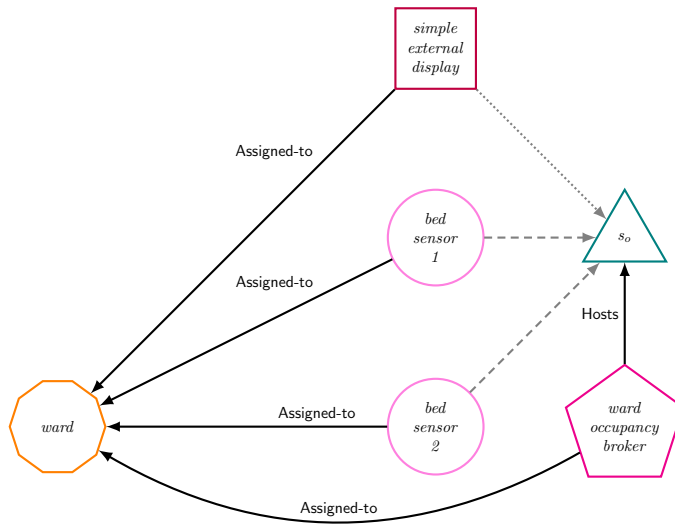 simple
external
display
Assigned-to
bed
sensor
1
s_o
Assigned-to
Hosts
ward
bed
sensor
2
Assigned-to
ward
occupancy
broker
Assigned-to